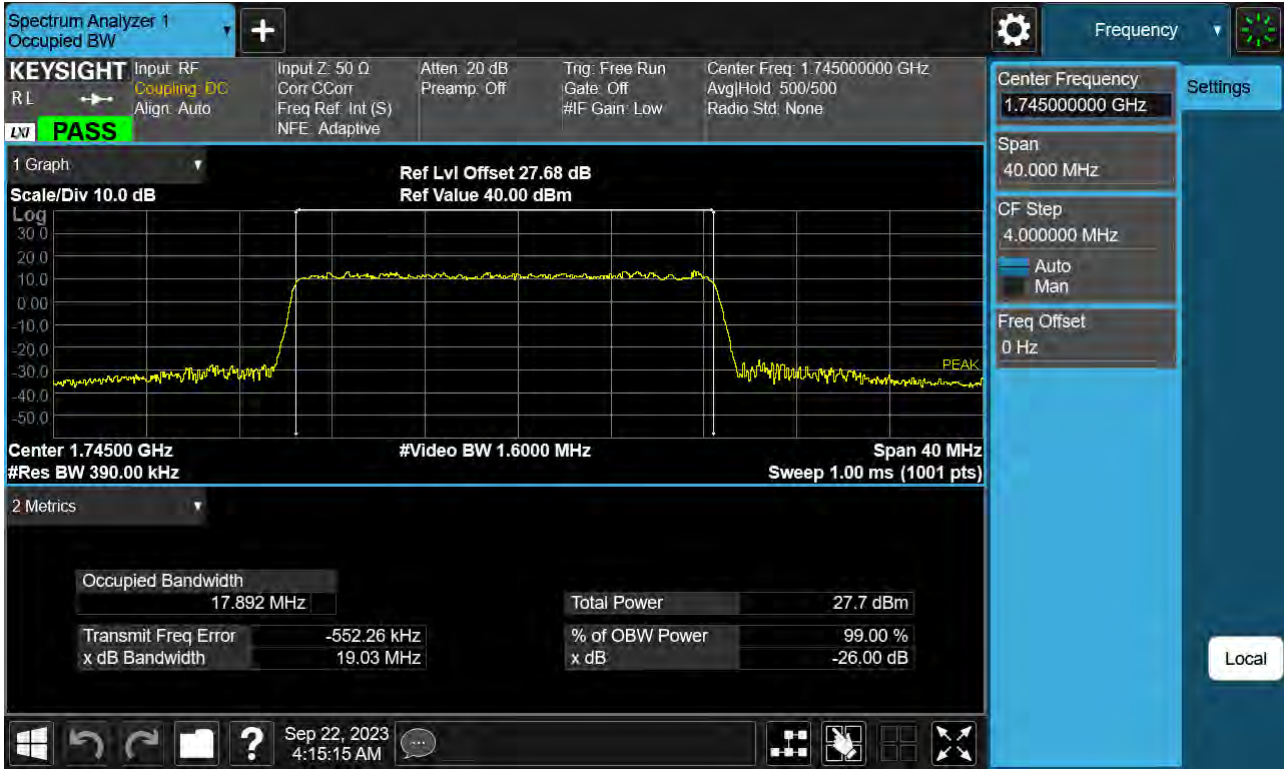 Spectrum Analyzer 1
Occupied BW
+
Frequency
KEYSIGHT
RL
LXI
PASS
Input: RF
Coupling: DC
Align: Auto
Input Z: 50 Ω
Corr CCorr
Freq Ref: Int (S)
NFE: Adaptive
Atten: 20 dB
Preamp: Off
Trig: Free Run
Gate: Off
#IF Gain: Low
Center Freq: 1.745000000 GHz
Avg|Hold: 500/500
Radio Std: None
Center Frequency
1.745000000 GHz
Settings
Span
40.000 MHz
CF Step
4.000000 MHz
Auto
Man
Freq Offset
0 Hz
Local
1 Graph
Scale/Div 10.0 dB
Ref Lvl Offset 27.68 dB
Ref Value 40.00 dBm
Log
30.0
20.0
10.0
0.00
-10.0
-20.0
-30.0
-40.0
-50.0
PEAK
Center 1.74500 GHz
#Video BW 1.6000 MHz
Span 40 MHz
#Res BW 390.00 kHz
Sweep 1.00 ms (1001 pts)
2 Metrics
Occupied Bandwidth
17.892 MHz
Total Power 27.7 dBm
Transmit Freq Error -552.26 kHz
% of OBW Power 99.00 %
x dB Bandwidth 19.03 MHz
x dB -26.00 dB
?
Sep 22, 2023
4:15:15 AM